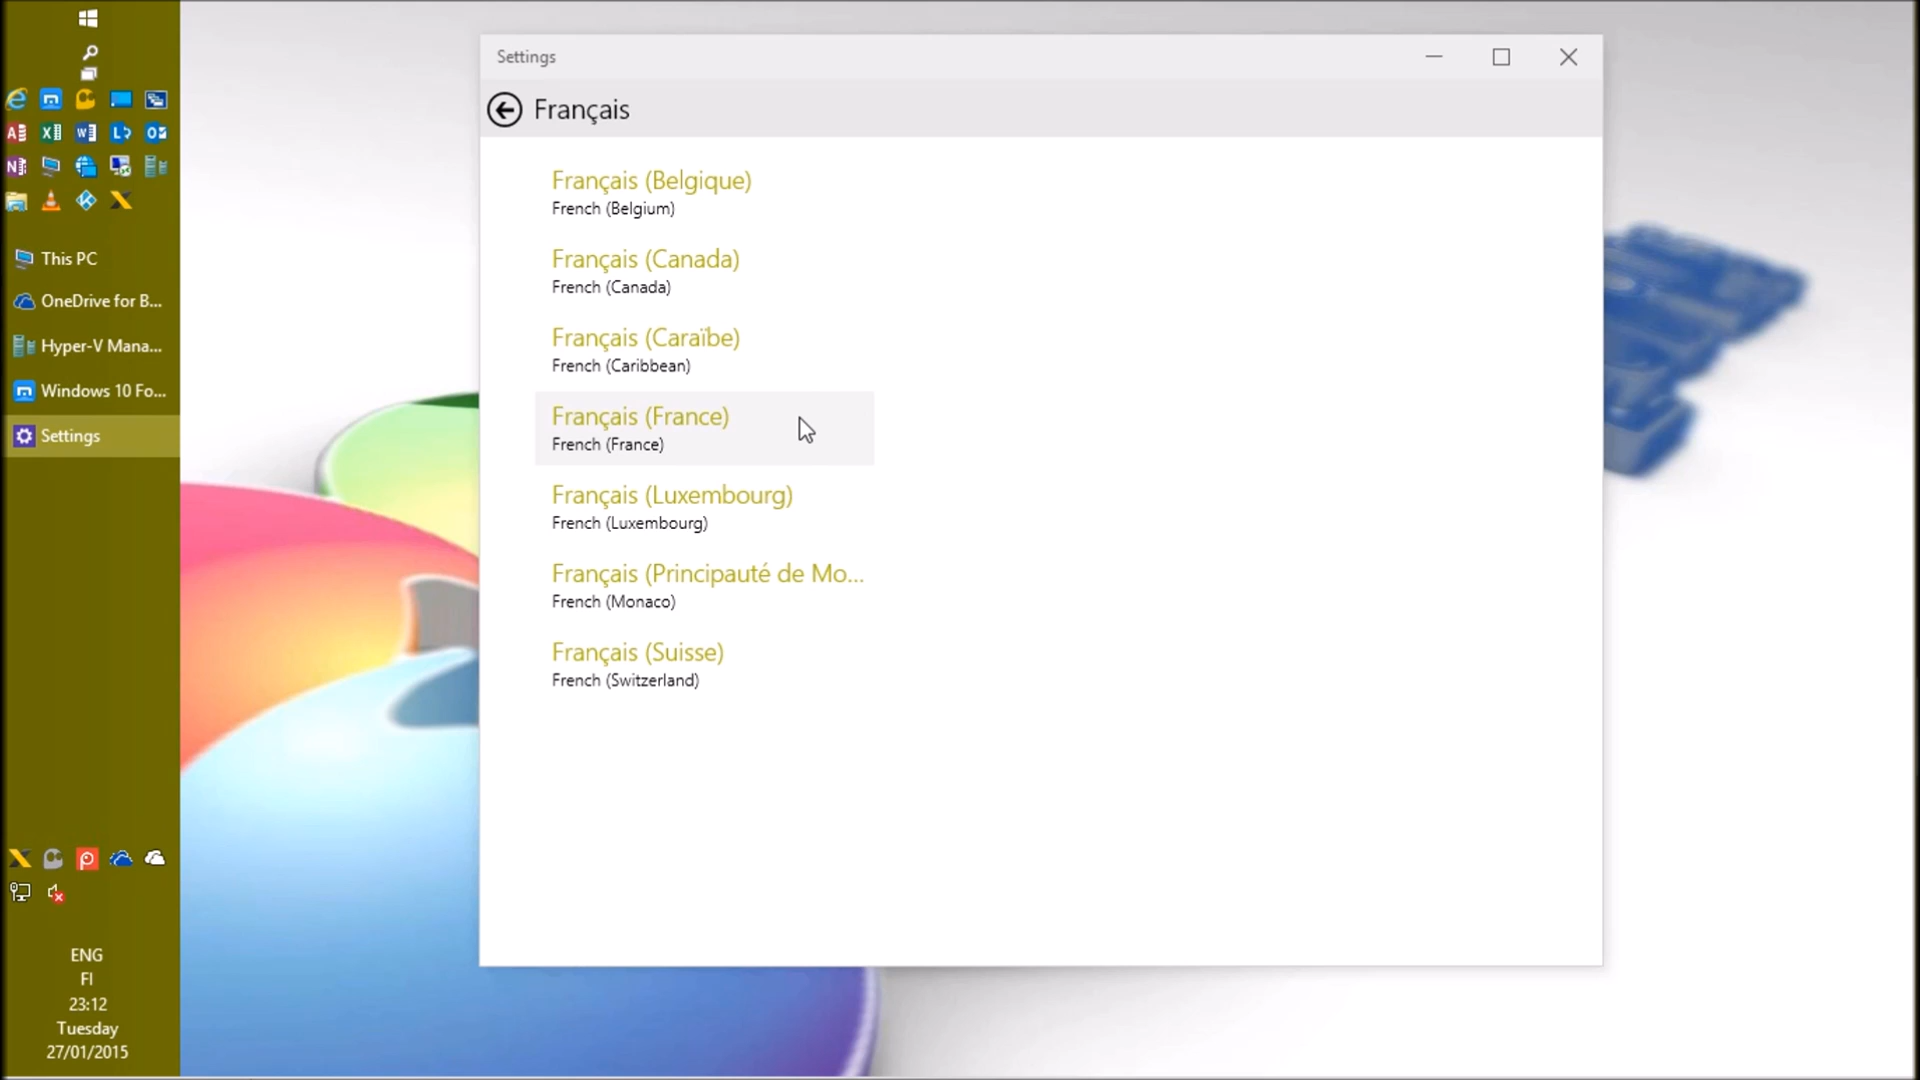 Settings
Français
Français (Belgique)
French (Belgium)
Français (Canada)
French (Canada)
Français (Caraïbe)
French (Caribbean)
Français (France)
French (France)
Français (Luxembourg)
French (Luxembourg)
Français (Principauté de Mo...
French (Monaco)
Français (Suisse)
French (Switzerland)
This PC
OneDrive for B...
Hyper-V Mana...
Windows 10 Fo...
Settings
ENG
FI
23:12
Tuesday
27/01/2015